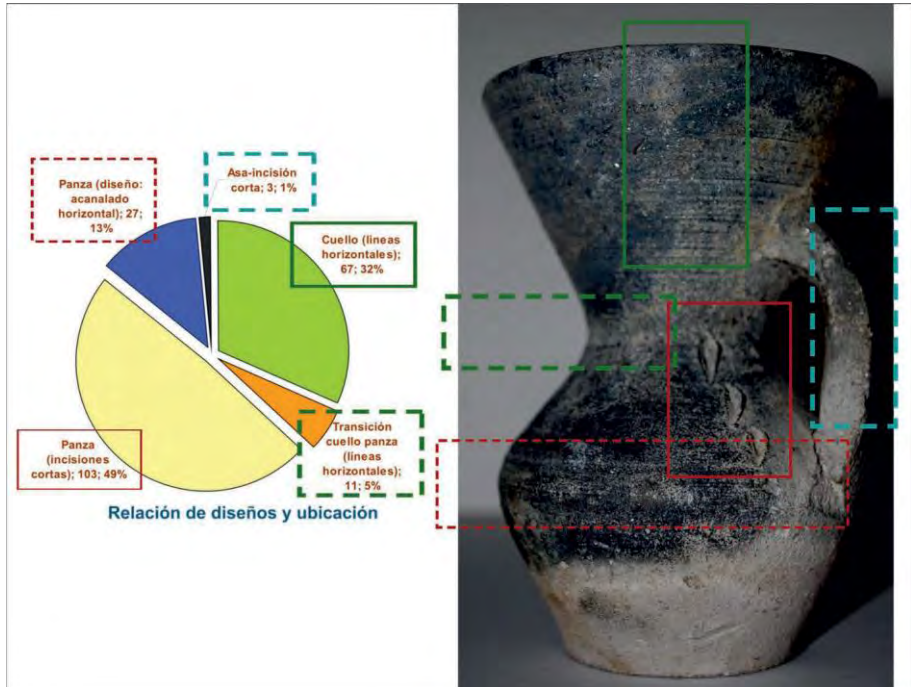 Panza (diseño:
acanalado
horizontal); 27;
13%
Asa-incisión
corta; 3; 1%
Cuello (líneas
horizontales);
67; 32%
Transición
cuello panza
(líneas
horizontales);
11; 5%
Panza
(incisiones
cortas); 103; 49%
Relación de diseños y ubicación